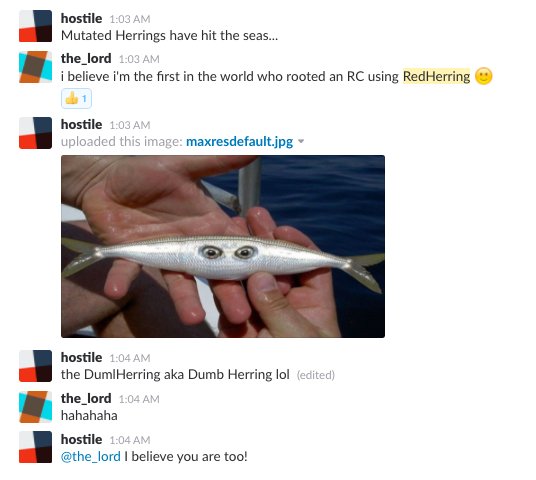 hostile 1:03 AM
Mutated Herrings have hit the seas...
the_lord 1:03 AM
i believe i'm the first in the world who rooted an RC using RedHerring 🙂
👍 1
hostile 1:03 AM
uploaded this image: maxresdefault.jpg
hostile 1:04 AM
the DumlHerring aka Dumb Herring lol (edited)
the_lord 1:04 AM
hahahaha
hostile 1:04 AM
@the_lord I believe you are too!